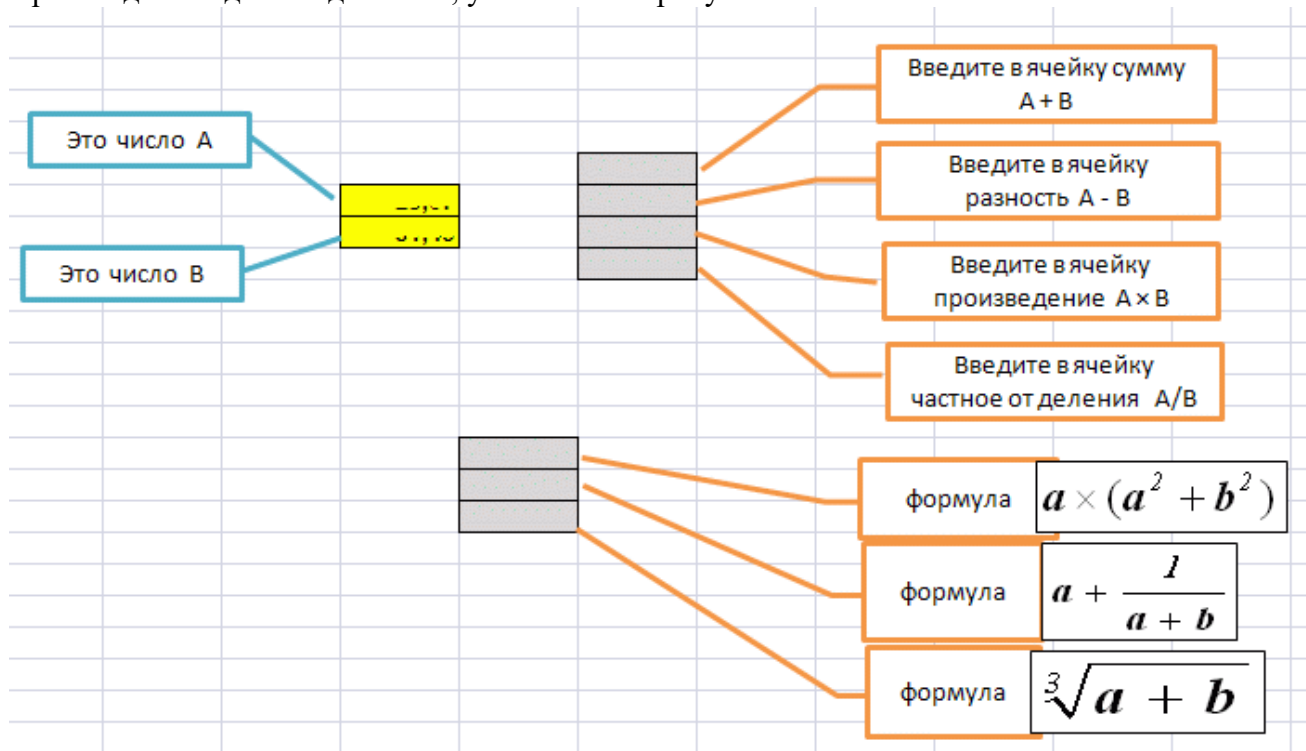 Введите в ячейку сумму
A + B
Это число A
Введите в ячейку
разность A - B
Это число B
Введите в ячейку
произведение A × B
Введите в ячейку
частное от деления A/B
формула a × (a² + b²)
формула a + 1/(a + b)
формула ∛(a + b)